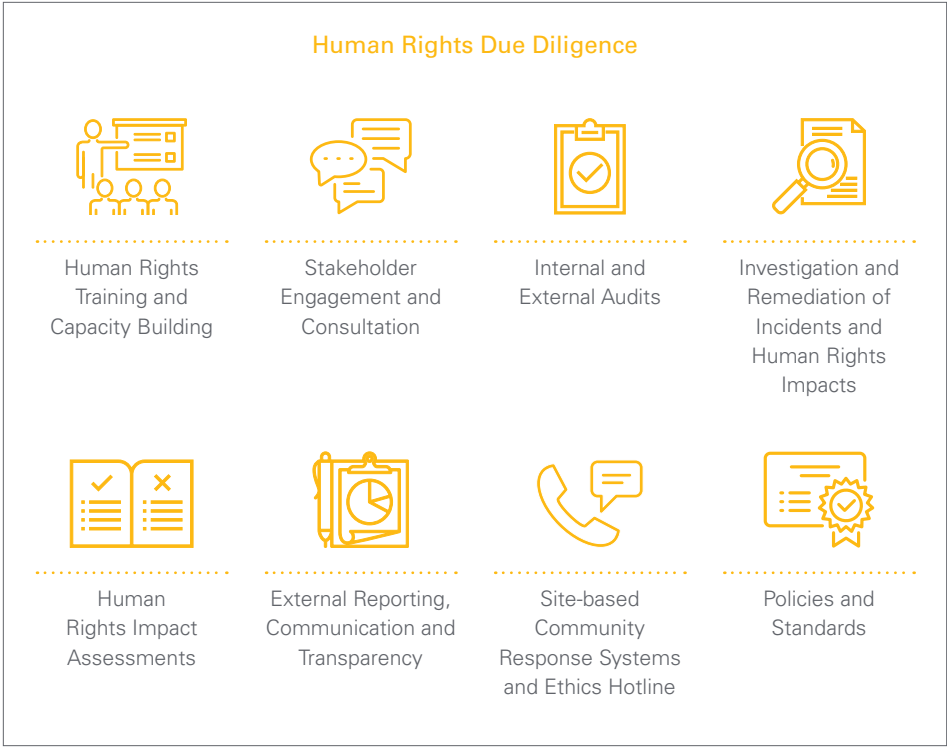 Human Rights Due Diligence
Human Rights
Training and
Capacity Building
Stakeholder
Engagement and
Consultation
Internal and
External Audits
Investigation and
Remediation of
Incidents and
Human Rights
Impacts
Human
Rights Impact
Assessments
External Reporting,
Communication and
Transparency
Site-based
Community
Response Systems
and Ethics Hotline
Policies and
Standards